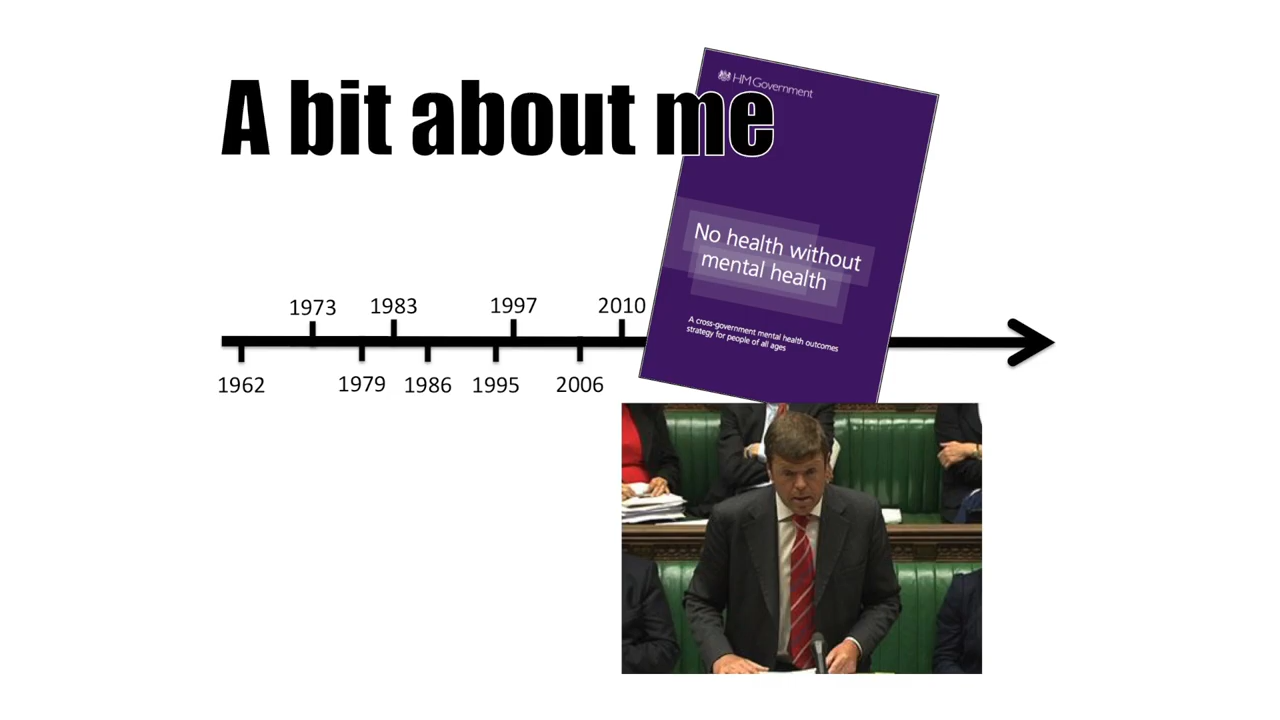 A bit about me
HM Government
No health without
mental health
A cross-government mental health outcomes
strategy for people of all ages
1973 1983 1997 2010
1962 1979 1986 1995 2006